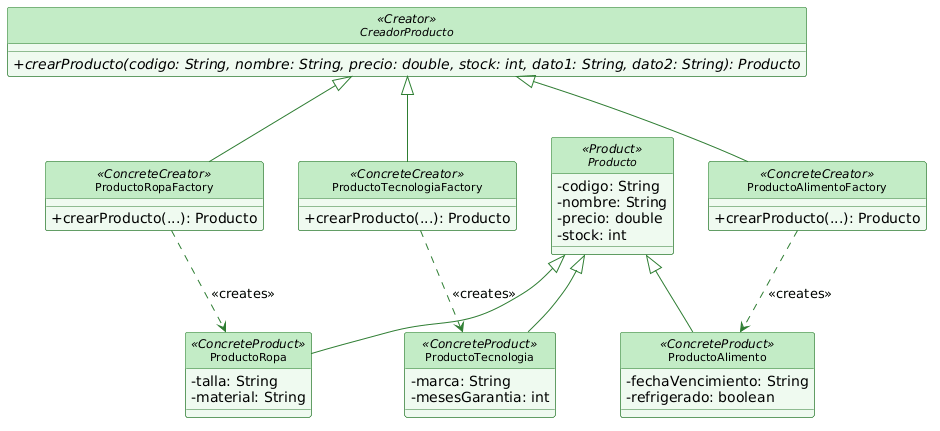 «Creator»
CreadorProducto
+crearProducto(codigo: String, nombre: String, precio: double, stock: int, dato1: String, dato2: String): Producto
«ConcreteCreator»
ProductoRopaFactory
+crearProducto(...): Producto
«ConcreteCreator»
ProductoTecnologiaFactory
+crearProducto(...): Producto
«Product»
Producto
-codigo: String
-nombre: String
-precio: double
-stock: int
«ConcreteCreator»
ProductoAlimentoFactory
+crearProducto(...): Producto
«creates»
«creates»
«creates»
«ConcreteProduct»
ProductoRopa
-talla: String
-material: String
«ConcreteProduct»
ProductoTecnologia
-marca: String
-mesesGarantia: int
«ConcreteProduct»
ProductoAlimento
-fechaVencimiento: String
-refrigerado: boolean